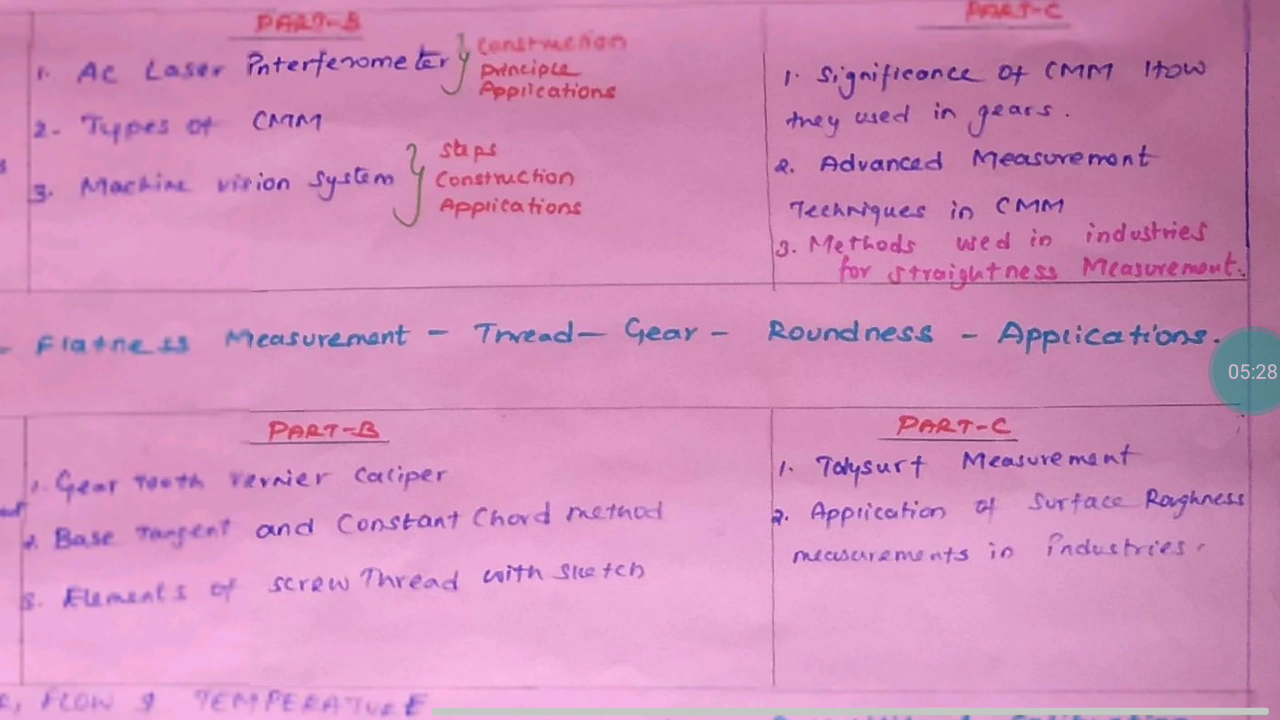 PART-B
1. AC Laser Interferometer
Construction
Principle
Applications
2. Types of CMM
3. Machine vision system
Steps
Construction
Applications
PART-C
1. Significance of CMM How
they used in gears.
2. Advanced Measurement
Techniques in CMM
3. Methods used in industries
for straightness Measurement.
- Flatness Measurement - Thread - Gear - Roundness - Applications.
05:28
PART-B
1. Gear Tooth Vernier Caliper
2. Base Tangent and Constant Chord method
3. Elements of screw Thread with Sketch
PART-C
1. Talysurf Measurement
2. Application of Surface Roughness
measurements in industries.
FLOW & TEMPERATURE